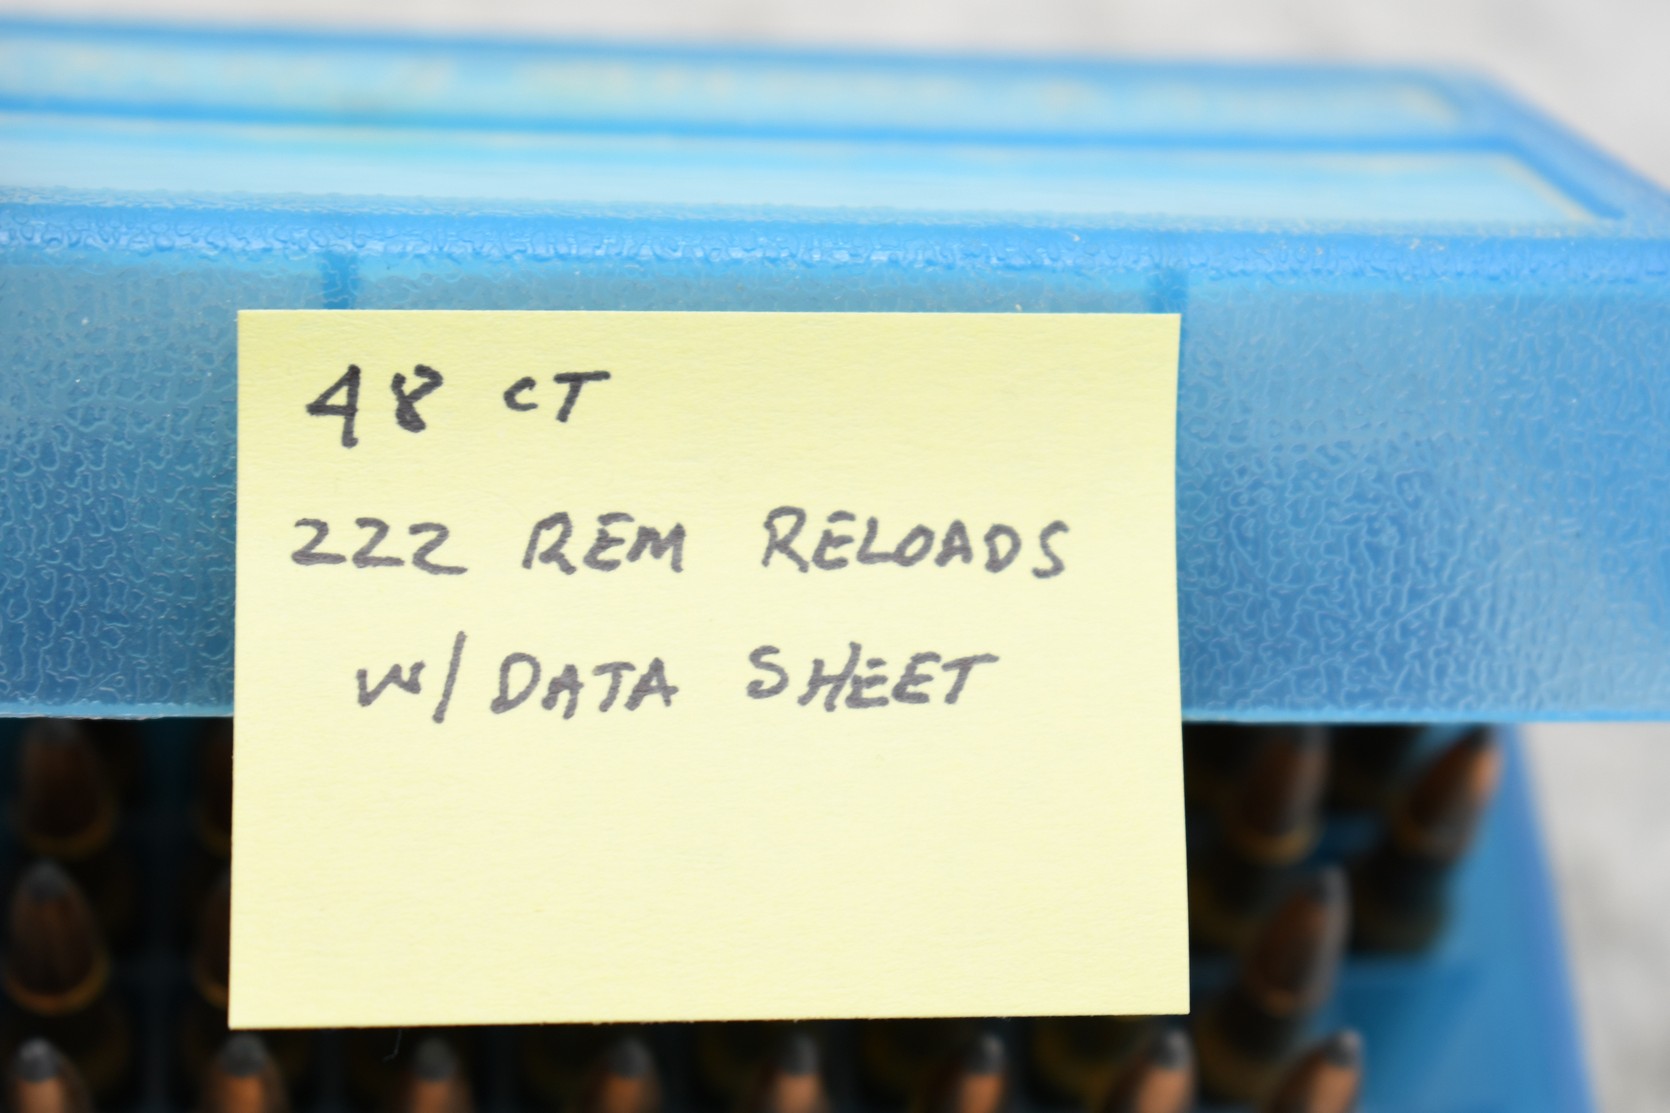 48 CT
222 REM RELOADS
W/ DATA SHEET